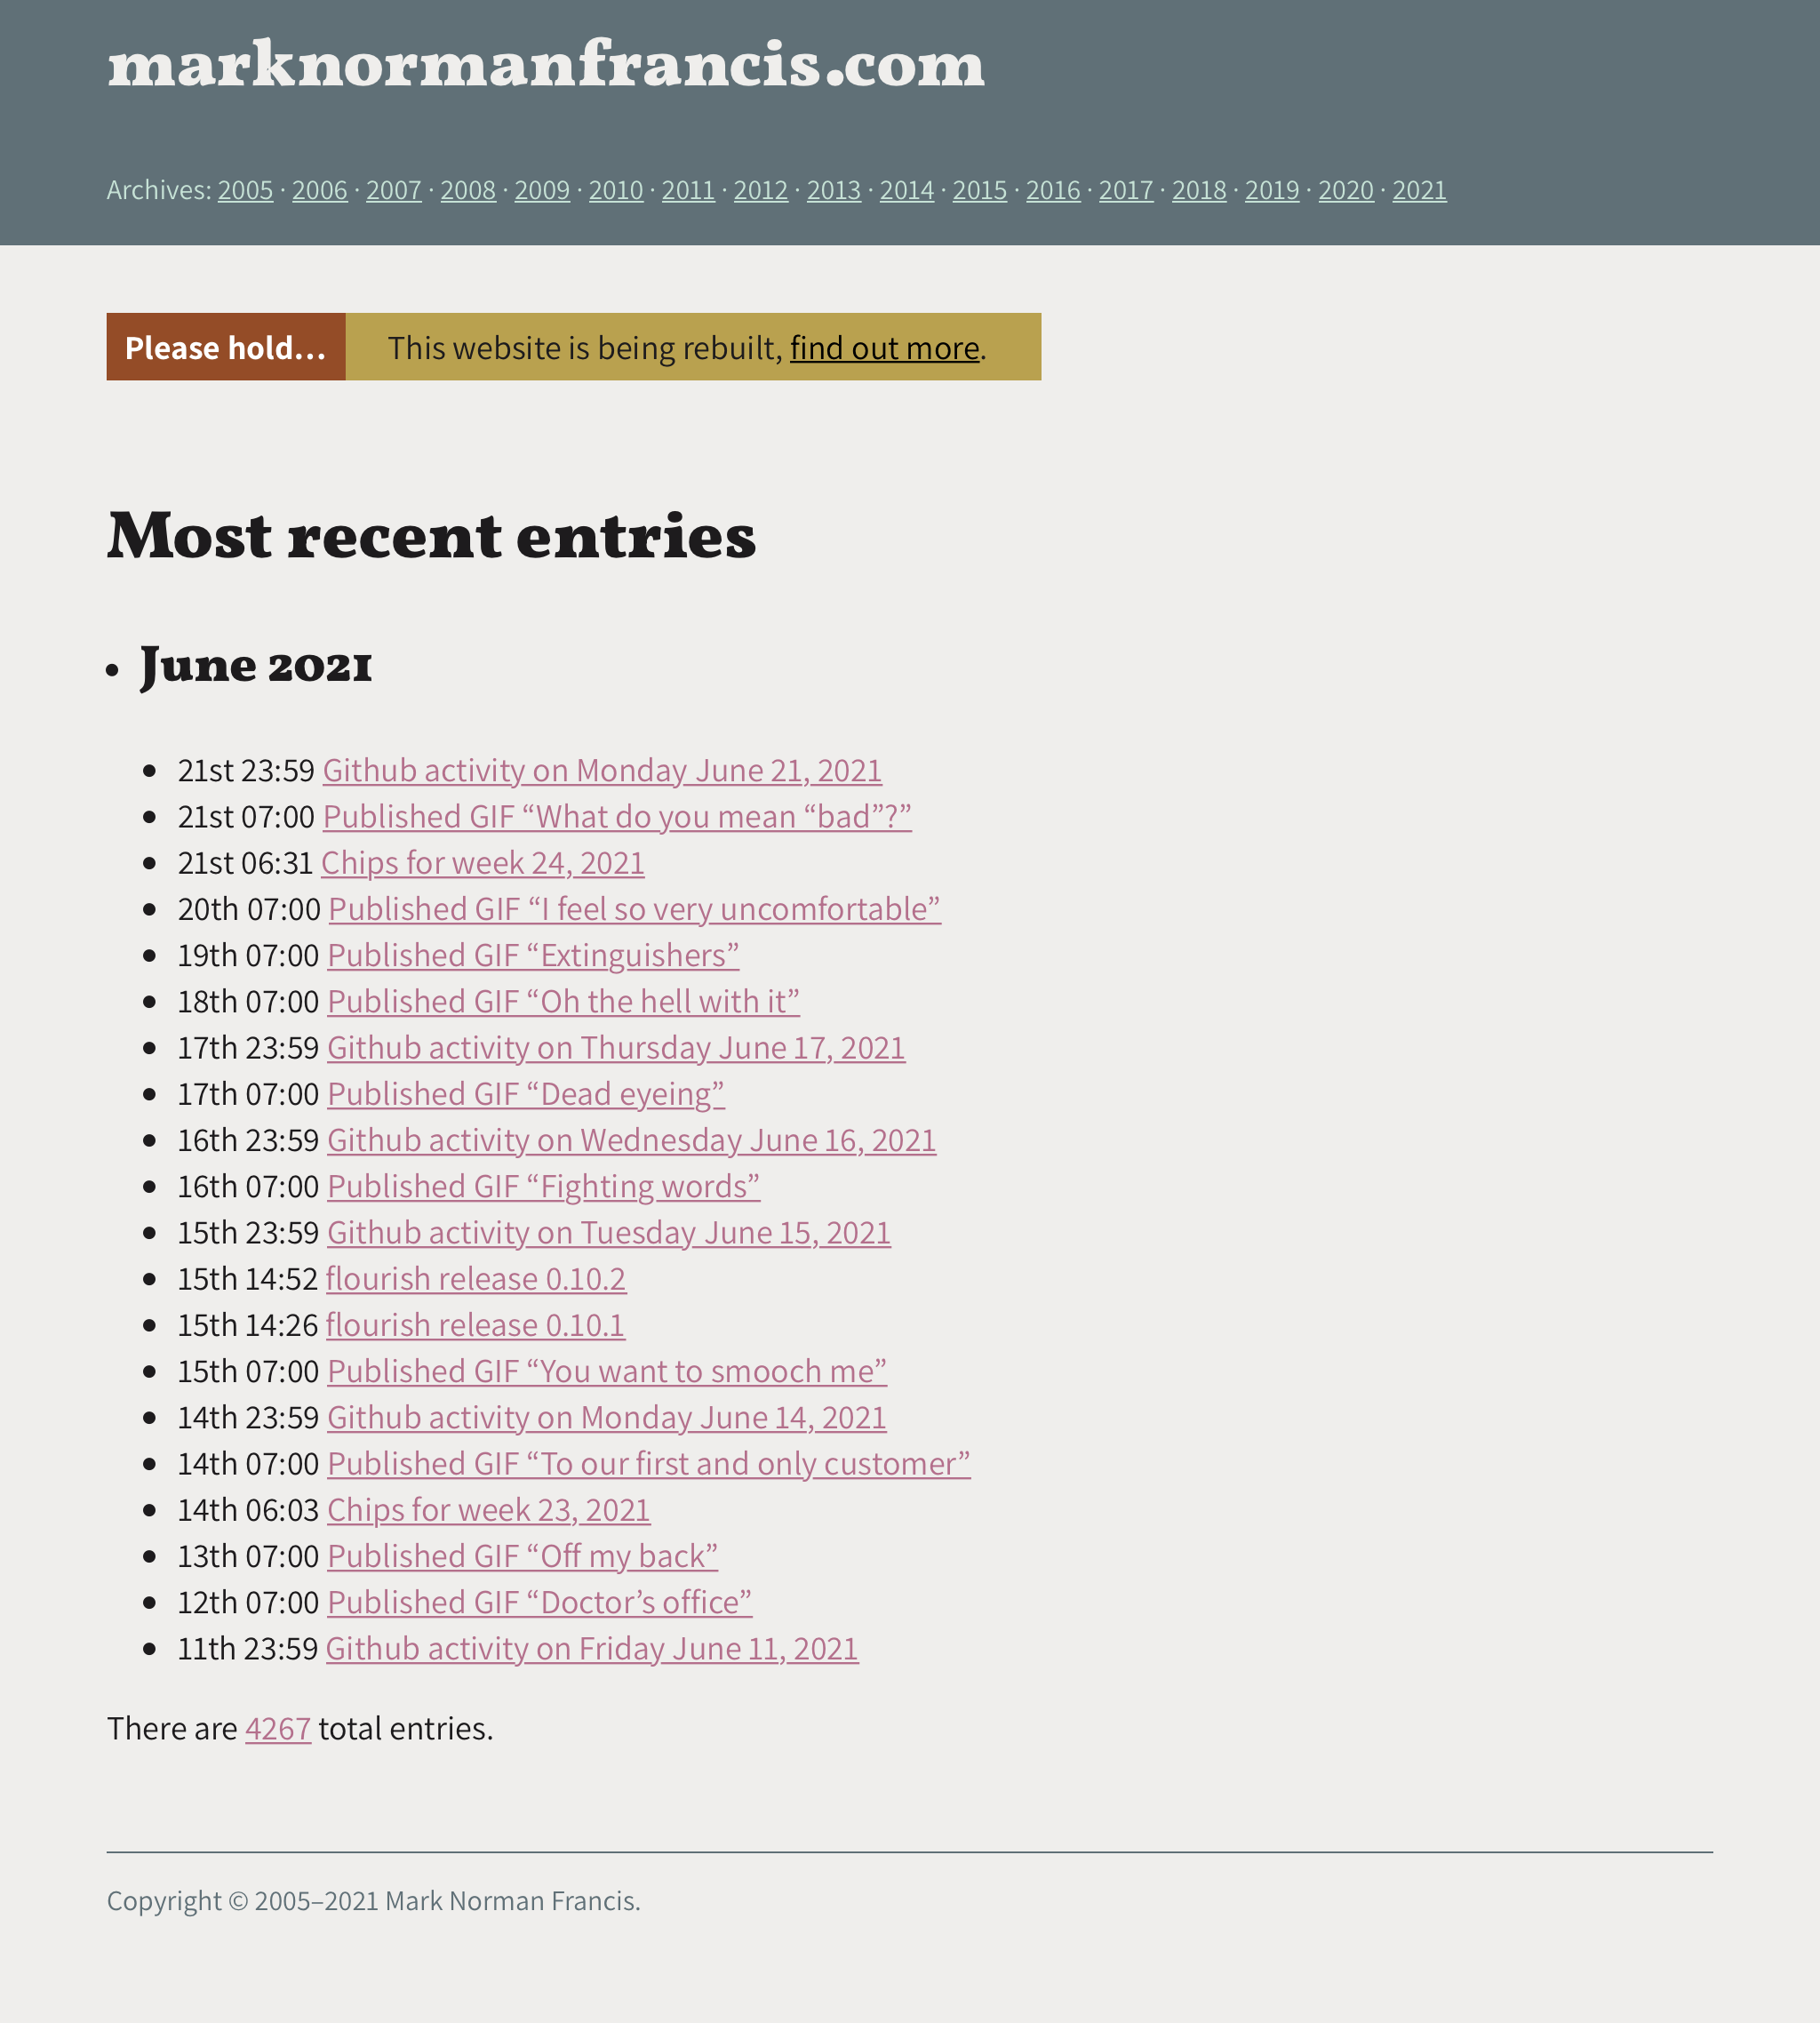 marknormanfrancis.com
Archives: 2005 · 2006 · 2007 · 2008 · 2009 · 2010 · 2011 · 2012 · 2013 · 2014 · 2015 · 2016 · 2017 · 2018 · 2019 · 2020 · 2021
Please hold… This website is being rebuilt, find out more.
Most recent entries
• June 2021
• 21st 23:59 Github activity on Monday June 21, 2021
• 21st 07:00 Published GIF “What do you mean “bad”?”
• 21st 06:31 Chips for week 24, 2021
• 20th 07:00 Published GIF “I feel so very uncomfortable”
• 19th 07:00 Published GIF “Extinguishers”
• 18th 07:00 Published GIF “Oh the hell with it”
• 17th 23:59 Github activity on Thursday June 17, 2021
• 17th 07:00 Published GIF “Dead eyeing”
• 16th 23:59 Github activity on Wednesday June 16, 2021
• 16th 07:00 Published GIF “Fighting words”
• 15th 23:59 Github activity on Tuesday June 15, 2021
• 15th 14:52 flourish release 0.10.2
• 15th 14:26 flourish release 0.10.1
• 15th 07:00 Published GIF “You want to smooch me”
• 14th 23:59 Github activity on Monday June 14, 2021
• 14th 07:00 Published GIF “To our first and only customer”
• 14th 06:03 Chips for week 23, 2021
• 13th 07:00 Published GIF “Off my back”
• 12th 07:00 Published GIF “Doctor’s office”
• 11th 23:59 Github activity on Friday June 11, 2021
There are 4267 total entries.
Copyright © 2005–2021 Mark Norman Francis.